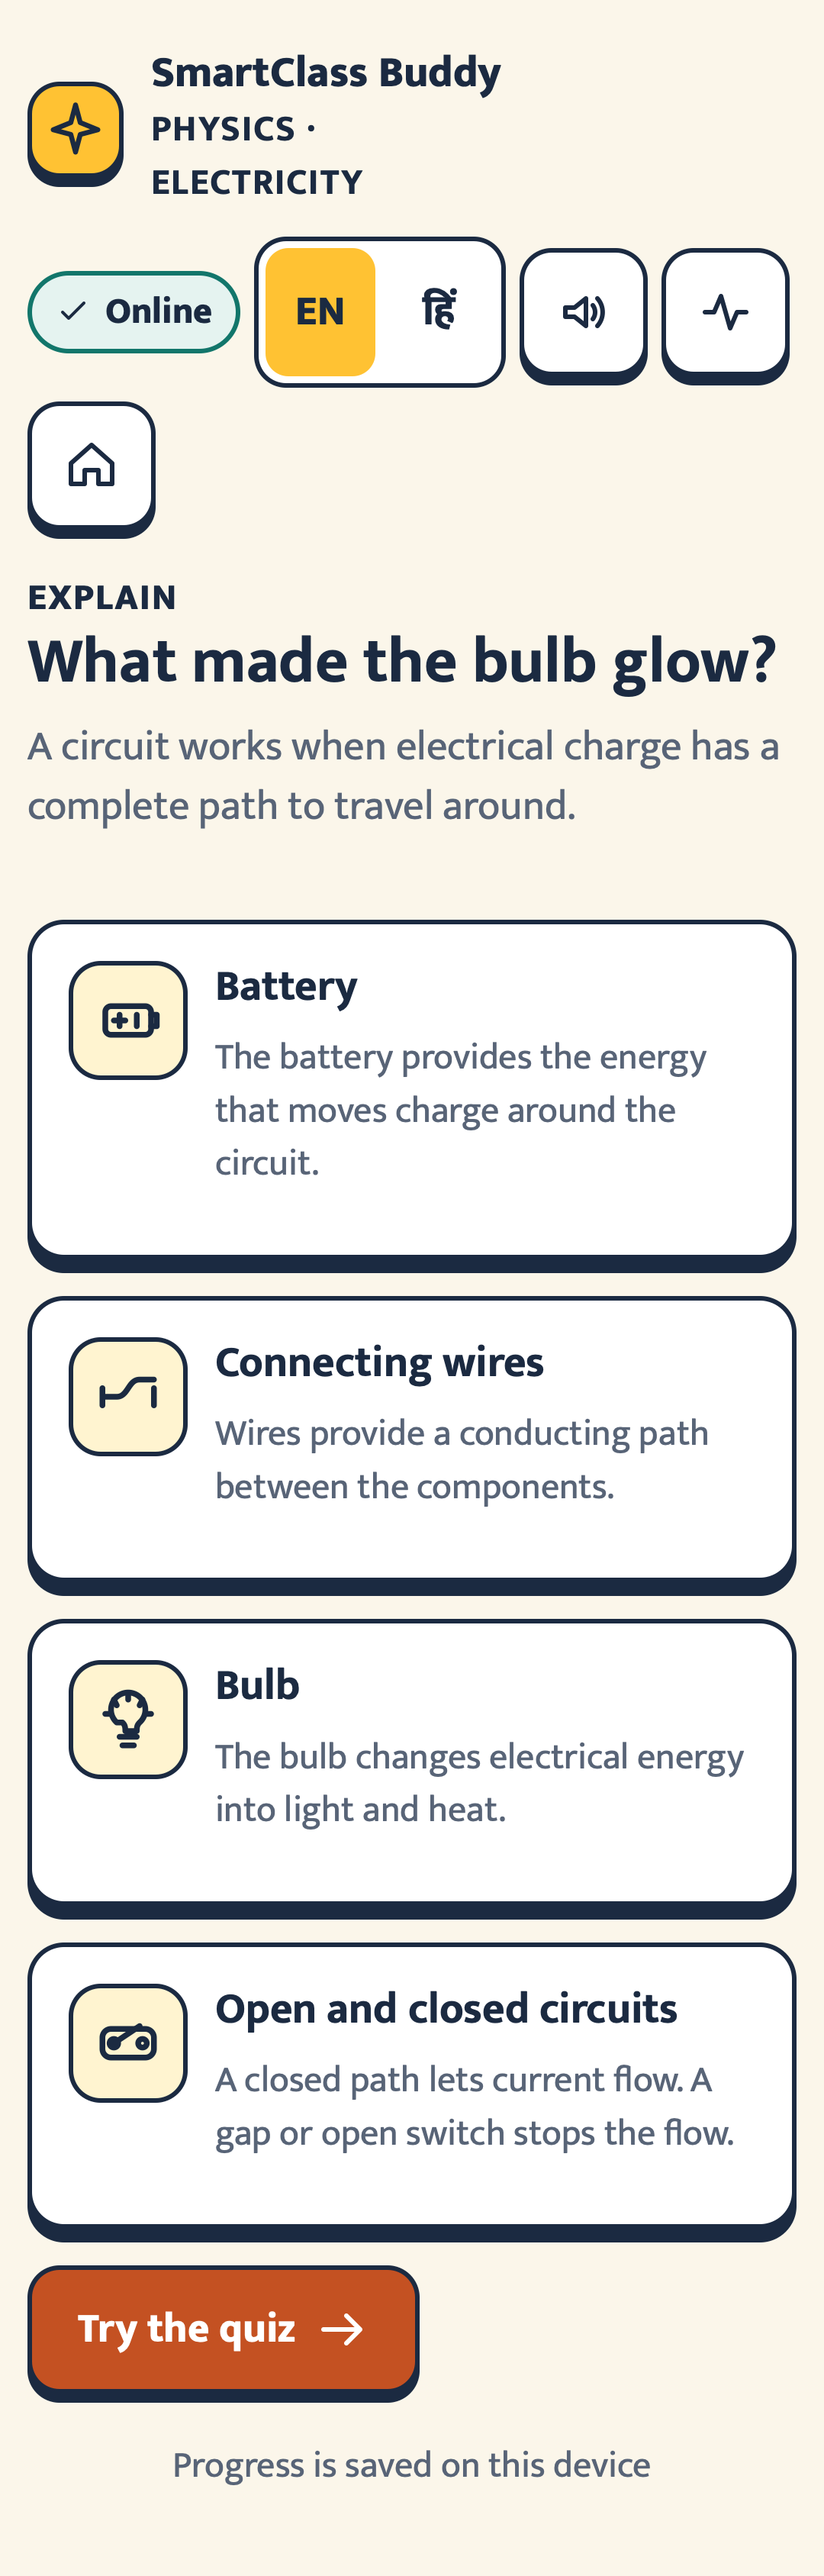 SmartClass Buddy
PHYSICS ·
ELECTRICITY
Online
EN
हिं
EXPLAIN
What made the bulb glow?
A circuit works when electrical charge has a
complete path to travel around.
Battery
The battery provides the energy
that moves charge around the
circuit.
Connecting wires
Wires provide a conducting path
between the components.
Bulb
The bulb changes electrical energy
into light and heat.
Open and closed circuits
A closed path lets current flow. A
gap or open switch stops the flow.
Try the quiz
Progress is saved on this device